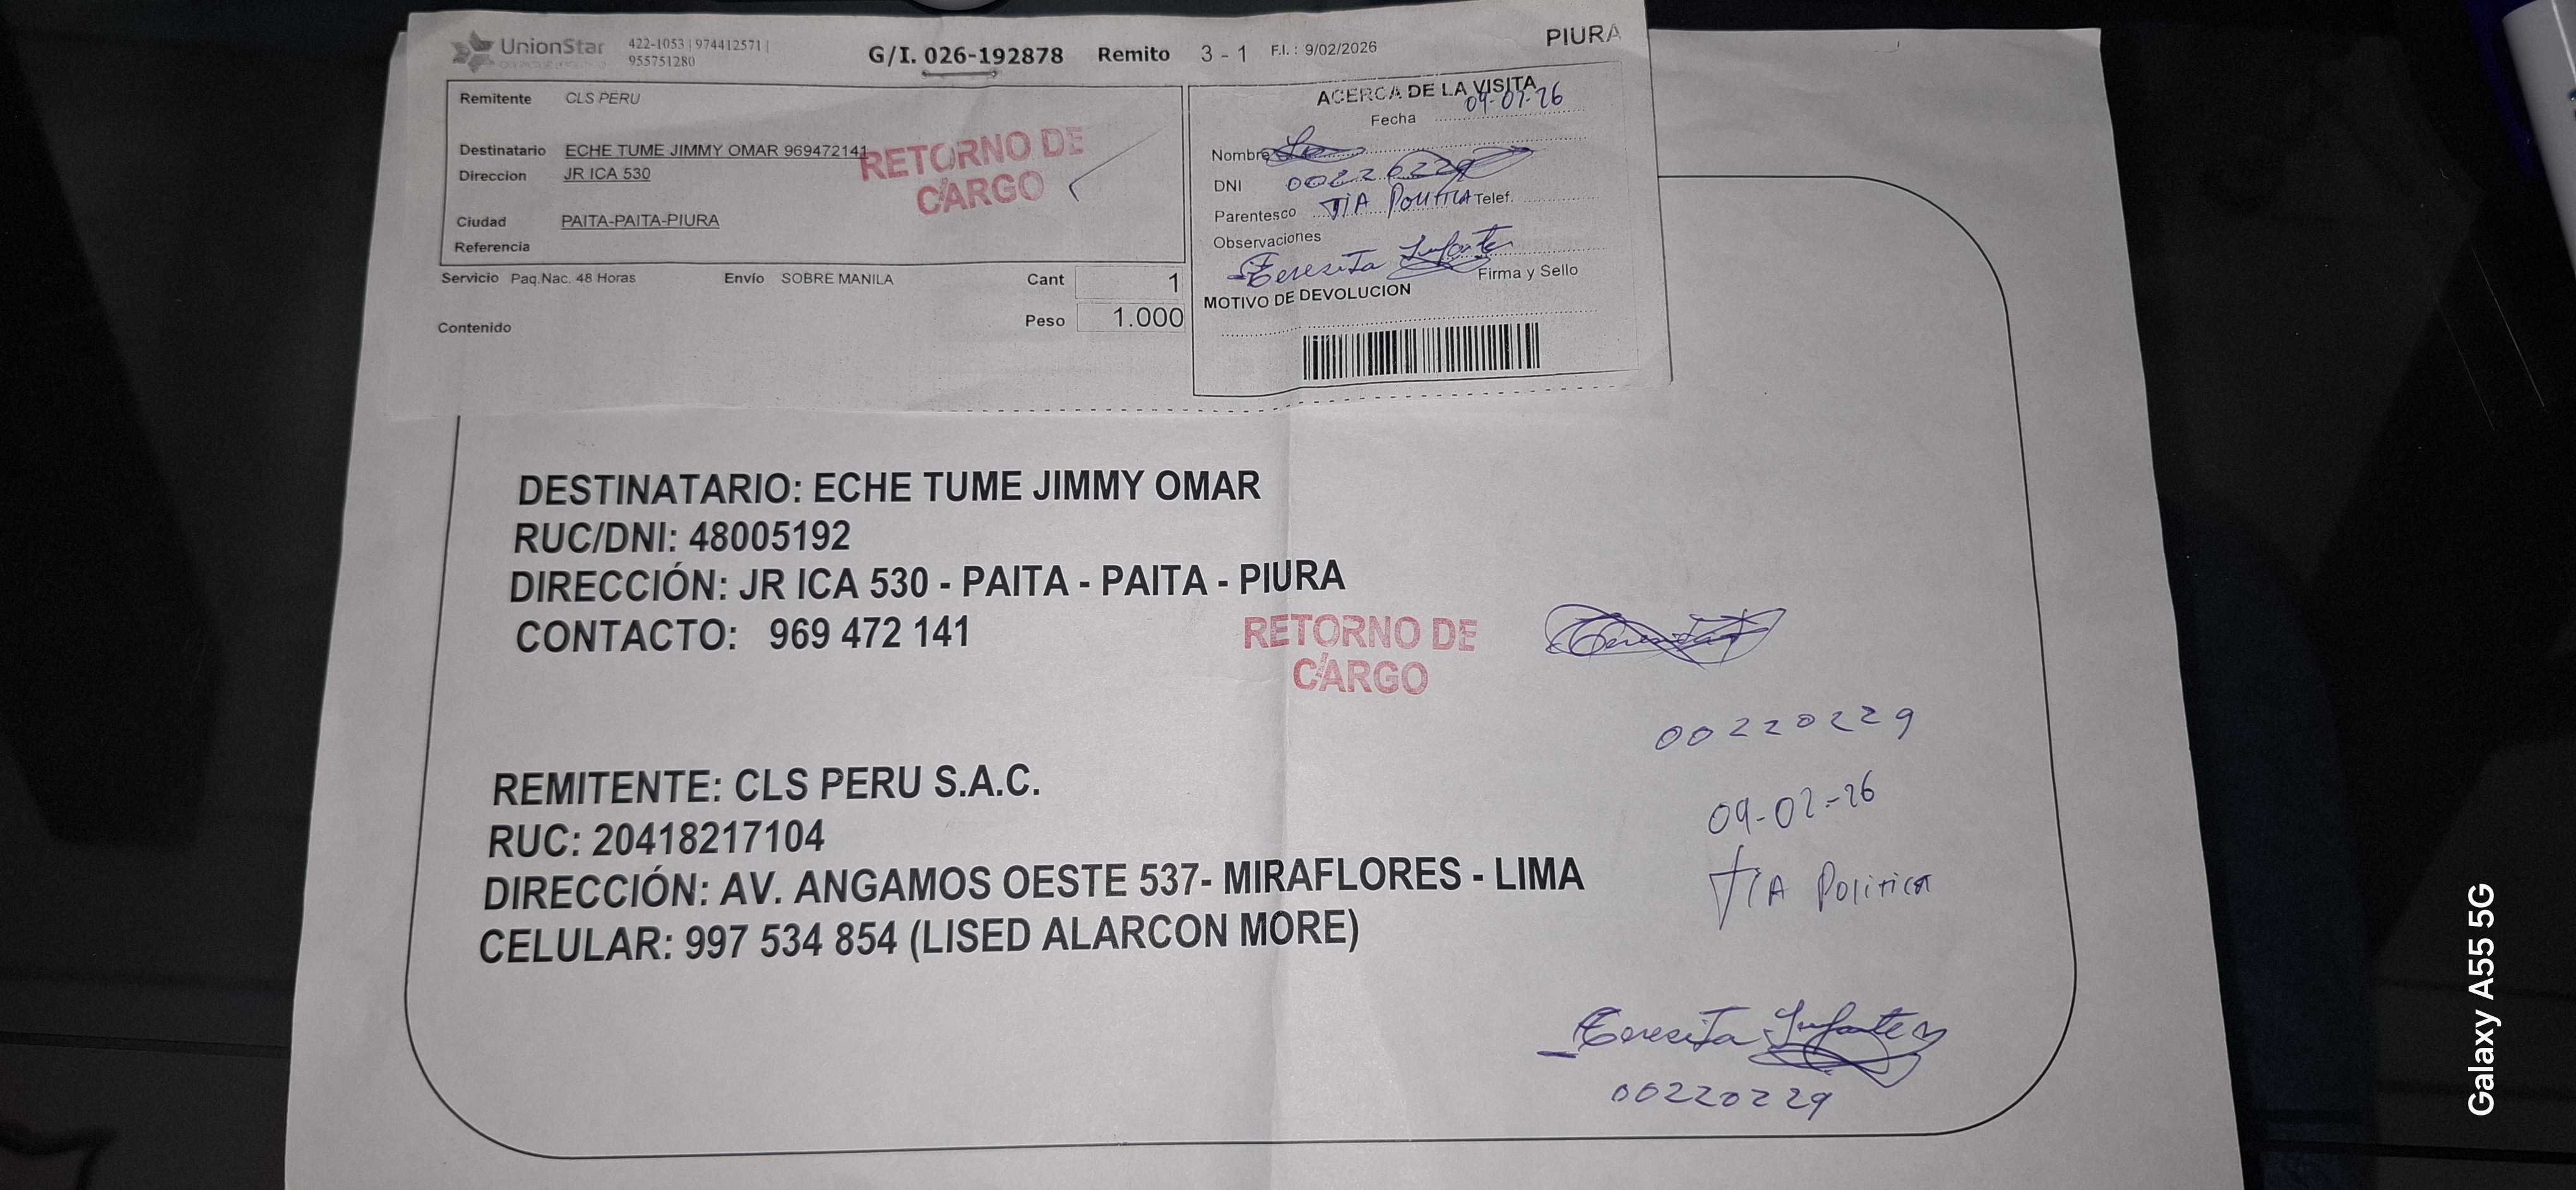 UnionStar
422-1053 | 974412571 |
955751280
G/I. 026-192878 Remito 3 - 1 F.I. : 9/02/2026
PIURA
Remitente CLS PERU
Destinatario ECHE TUME JIMMY OMAR 969472141
Direccion JR ICA 530
Ciudad PAITA-PAITA-PIURA
Referencia
RETORNO DE
CARGO
Servicio Paq.Nac. 48 Horas Envío SOBRE MANILA Cant 1
Peso 1.000
Contenido
ACERCA DE LA VISITA
Fecha 09-02-26
Nombre
DNI 00220229
Parentesco TIA Politica Telef.
Observaciones
Teresita Infante
Firma y Sello
MOTIVO DE DEVOLUCION
DESTINATARIO: ECHE TUME JIMMY OMAR
RUC/DNI: 48005192
DIRECCIÓN: JR ICA 530 - PAITA - PAITA - PIURA
CONTACTO: 969 472 141
RETORNO DE
CARGO
00220229
09-02-26
TIA Politica
REMITENTE: CLS PERU S.A.C.
RUC: 20418217104
DIRECCIÓN: AV. ANGAMOS OESTE 537- MIRAFLORES - LIMA
CELULAR: 997 534 854 (LISED ALARCON MORE)
Teresita Infante
00220229
Galaxy A55 5G